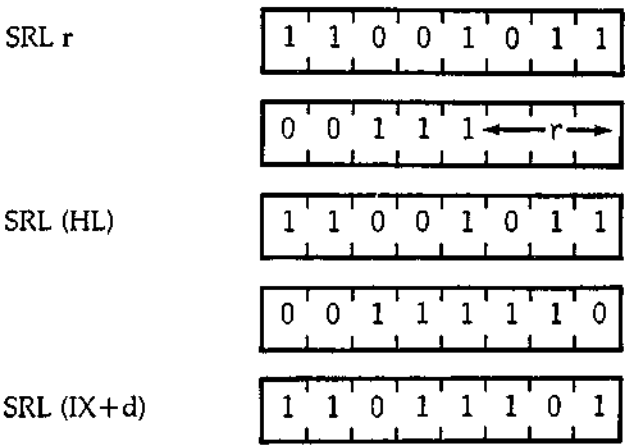 SRL r 1 1 0 0 1 0 1 1
0 0 1 1 1 r
SRL (HL) 1 1 0 0 1 0 1 1
0 0 1 1 1 1 1 0
SRL (IX+d) 1 1 0 1 1 1 0 1